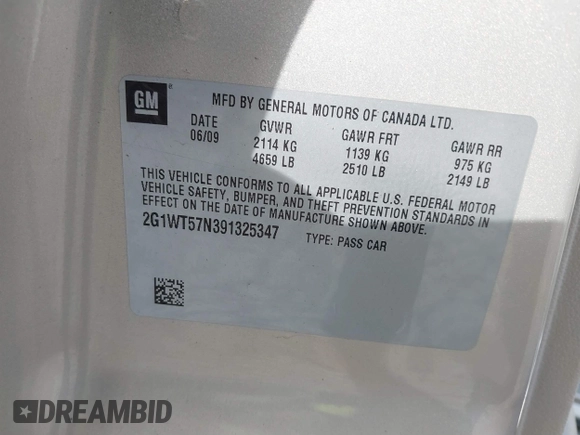 GM
MFD BY GENERAL MOTORS OF CANADA LTD.
DATE GVWR GAWR FRT GAWR RR
06/09 2114 KG 1139 KG 975 KG
4659 LB 2510 LB 2149 LB
THIS VEHICLE CONFORMS TO ALL APPLICABLE U.S. FEDERAL MOTOR
VEHICLE SAFETY, BUMPER, AND THEFT PREVENTION STANDARDS IN
EFFECT ON THE DATE OF MANUFACTURE SHOWN ABOVE.
2G1WT57N391325347 TYPE: PASS CAR
DREAMBID